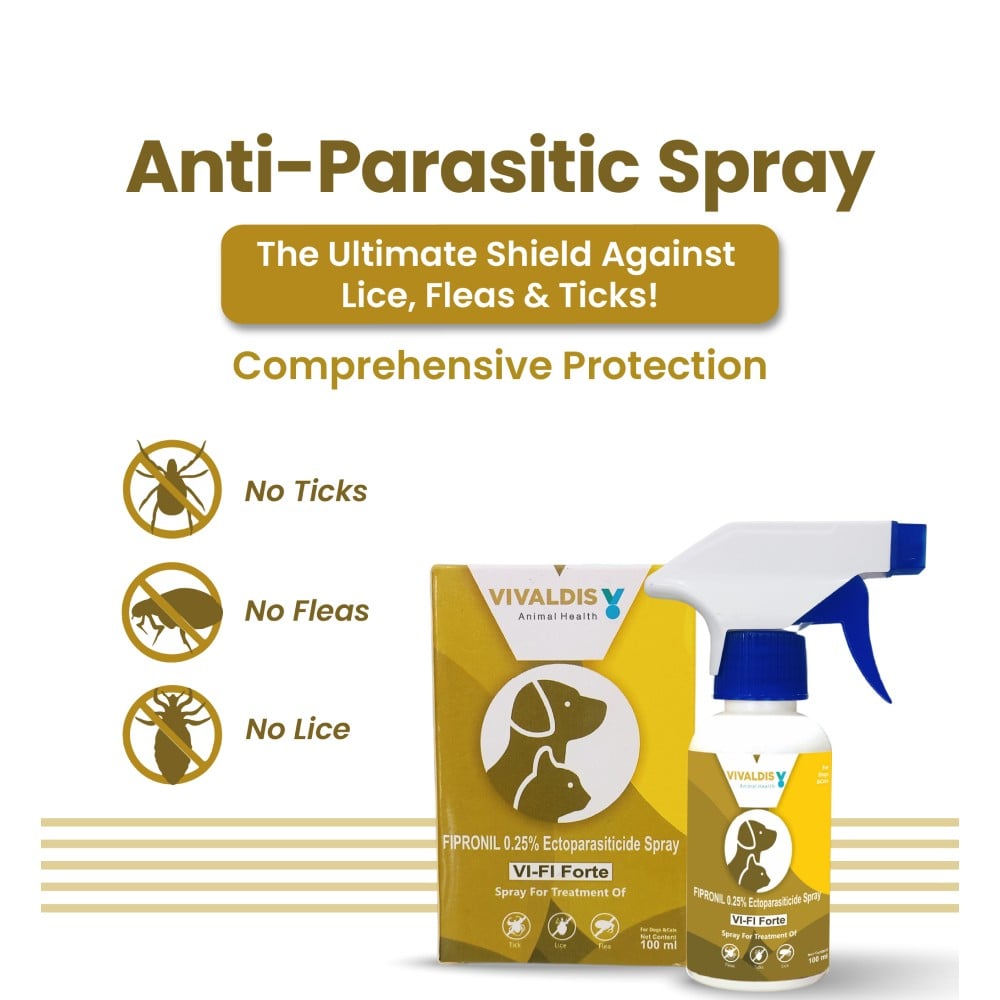 Anti-Parasitic Spray
The Ultimate Shield Against
Lice, Fleas & Ticks!
Comprehensive Protection
No Ticks
No Fleas
No Lice
VIVALDIS
Animal Health
FIPRONIL 0.25% Ectoparasiticide Spray
VI-FI Forte
Spray For Treatment Of
Tick
Lice
Flea
For Dogs &Cats
Net Content
100 ml
VIVALDIS
Animal Health
For
Dogs
&Cats
FIPRONIL 0.25% Ectoparasiticide Spray
VI-FI Forte
Spray For Treatment Of
100 ml